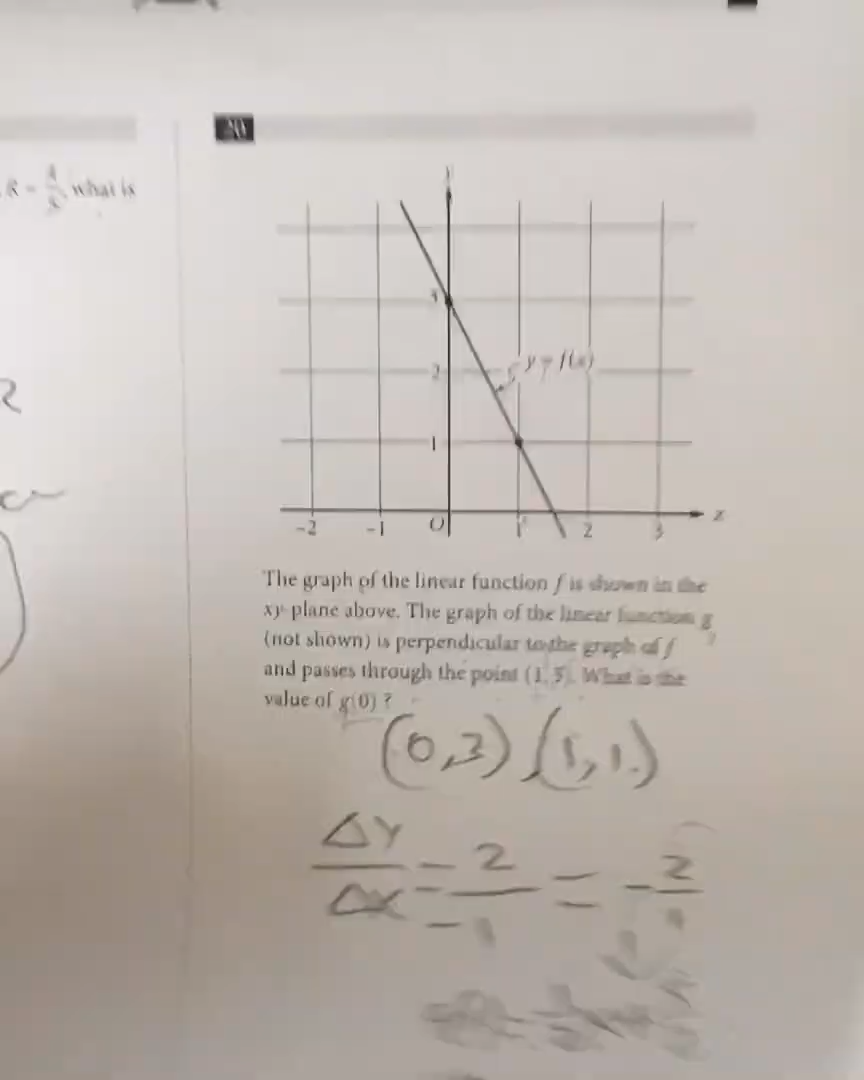 what is
30
y
3
y = f(x)
2
1
-2 -1 O 1 2 3 x
The graph of the linear function f is shown in the
xy-plane above. The graph of the linear function g
(not shown) is perpendicular to the graph of f
and passes through the point (1, 3). What is the
value of g(0) ?
(0,3) (1,1)
ΔY/ΔX = 2/-1 = -2/1